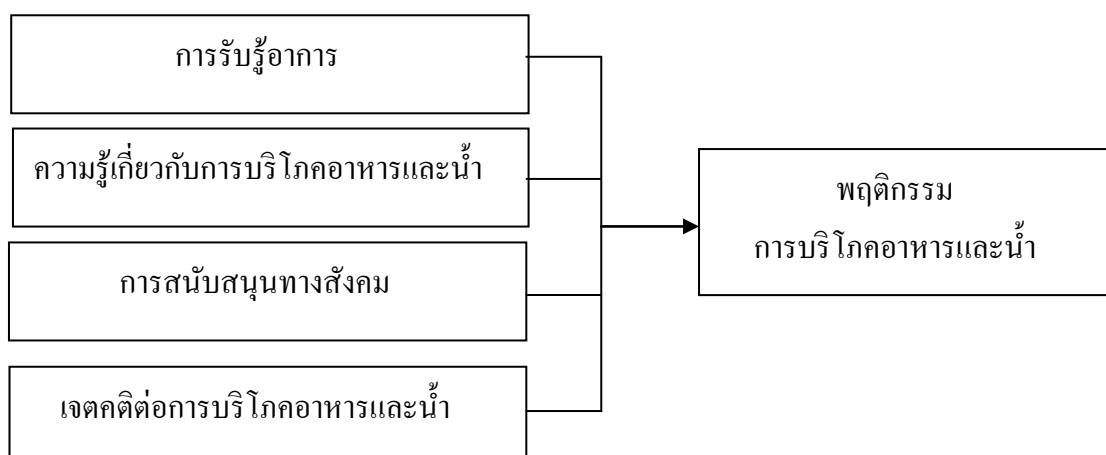 การรับรู้อาการ
ความรู้เกี่ยวกับการบริโภคอาหารและน้ำ
การสนับสนุนทางสังคม
เจตคติต่อการบริโภคอาหารและน้ำ
พฤติกรรม
การบริโภคอาหารและน้ำ